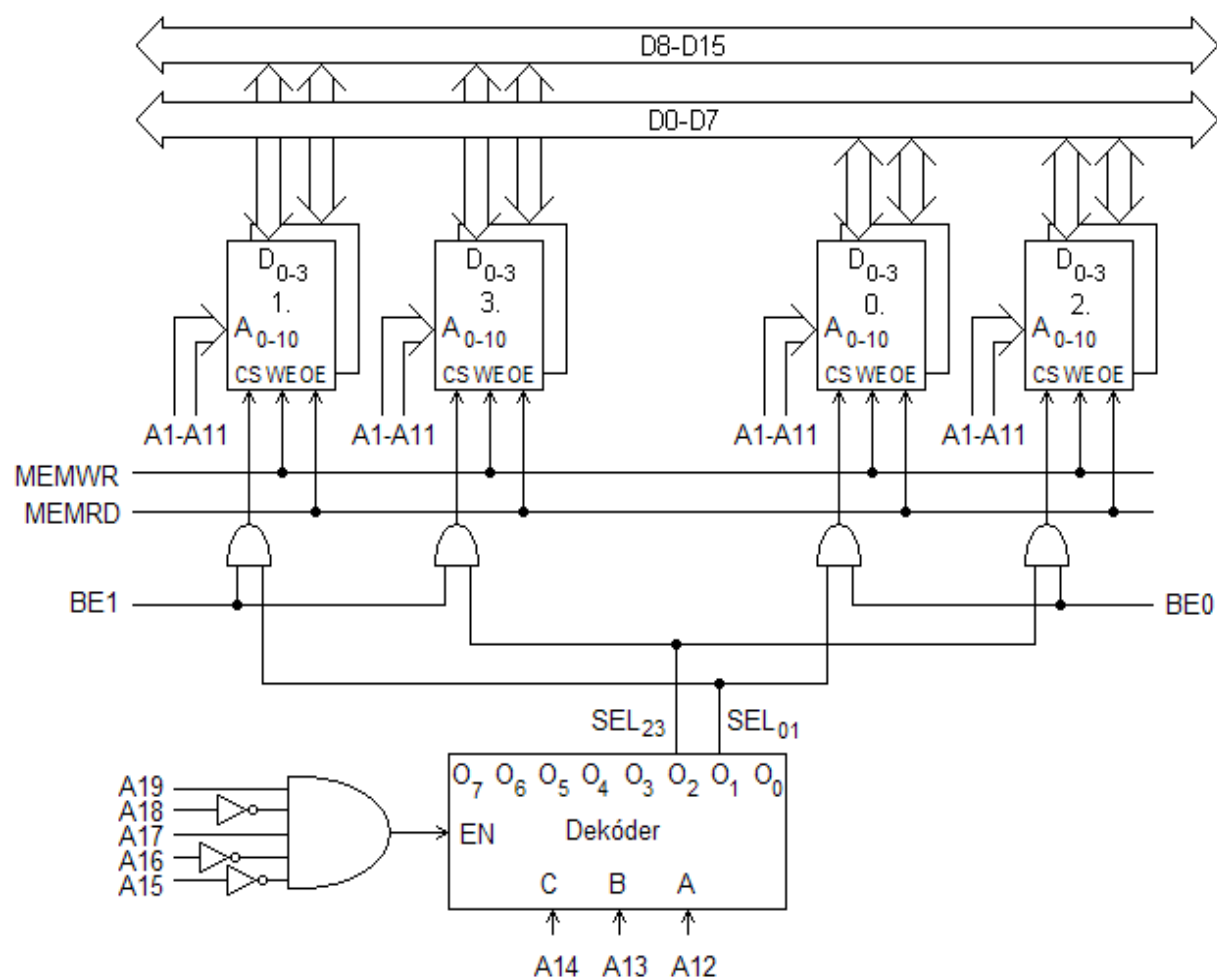 D8-D15
D0-D7
D0-3 D0-3 D0-3 D0-3
1. 3. 0. 2.
A0-10 A0-10 A0-10 A0-10
CS WE OE CS WE OE CS WE OE CS WE OE
A1-A11 A1-A11 A1-A11 A1-A11
MEMWR
MEMRD
BE1 BE0
SEL23 SEL01
O7 O6 O5 O4 O3 O2 O1 O0
A19
A18
A17
A16
A15
EN Dekóder
C B A
A14 A13 A12